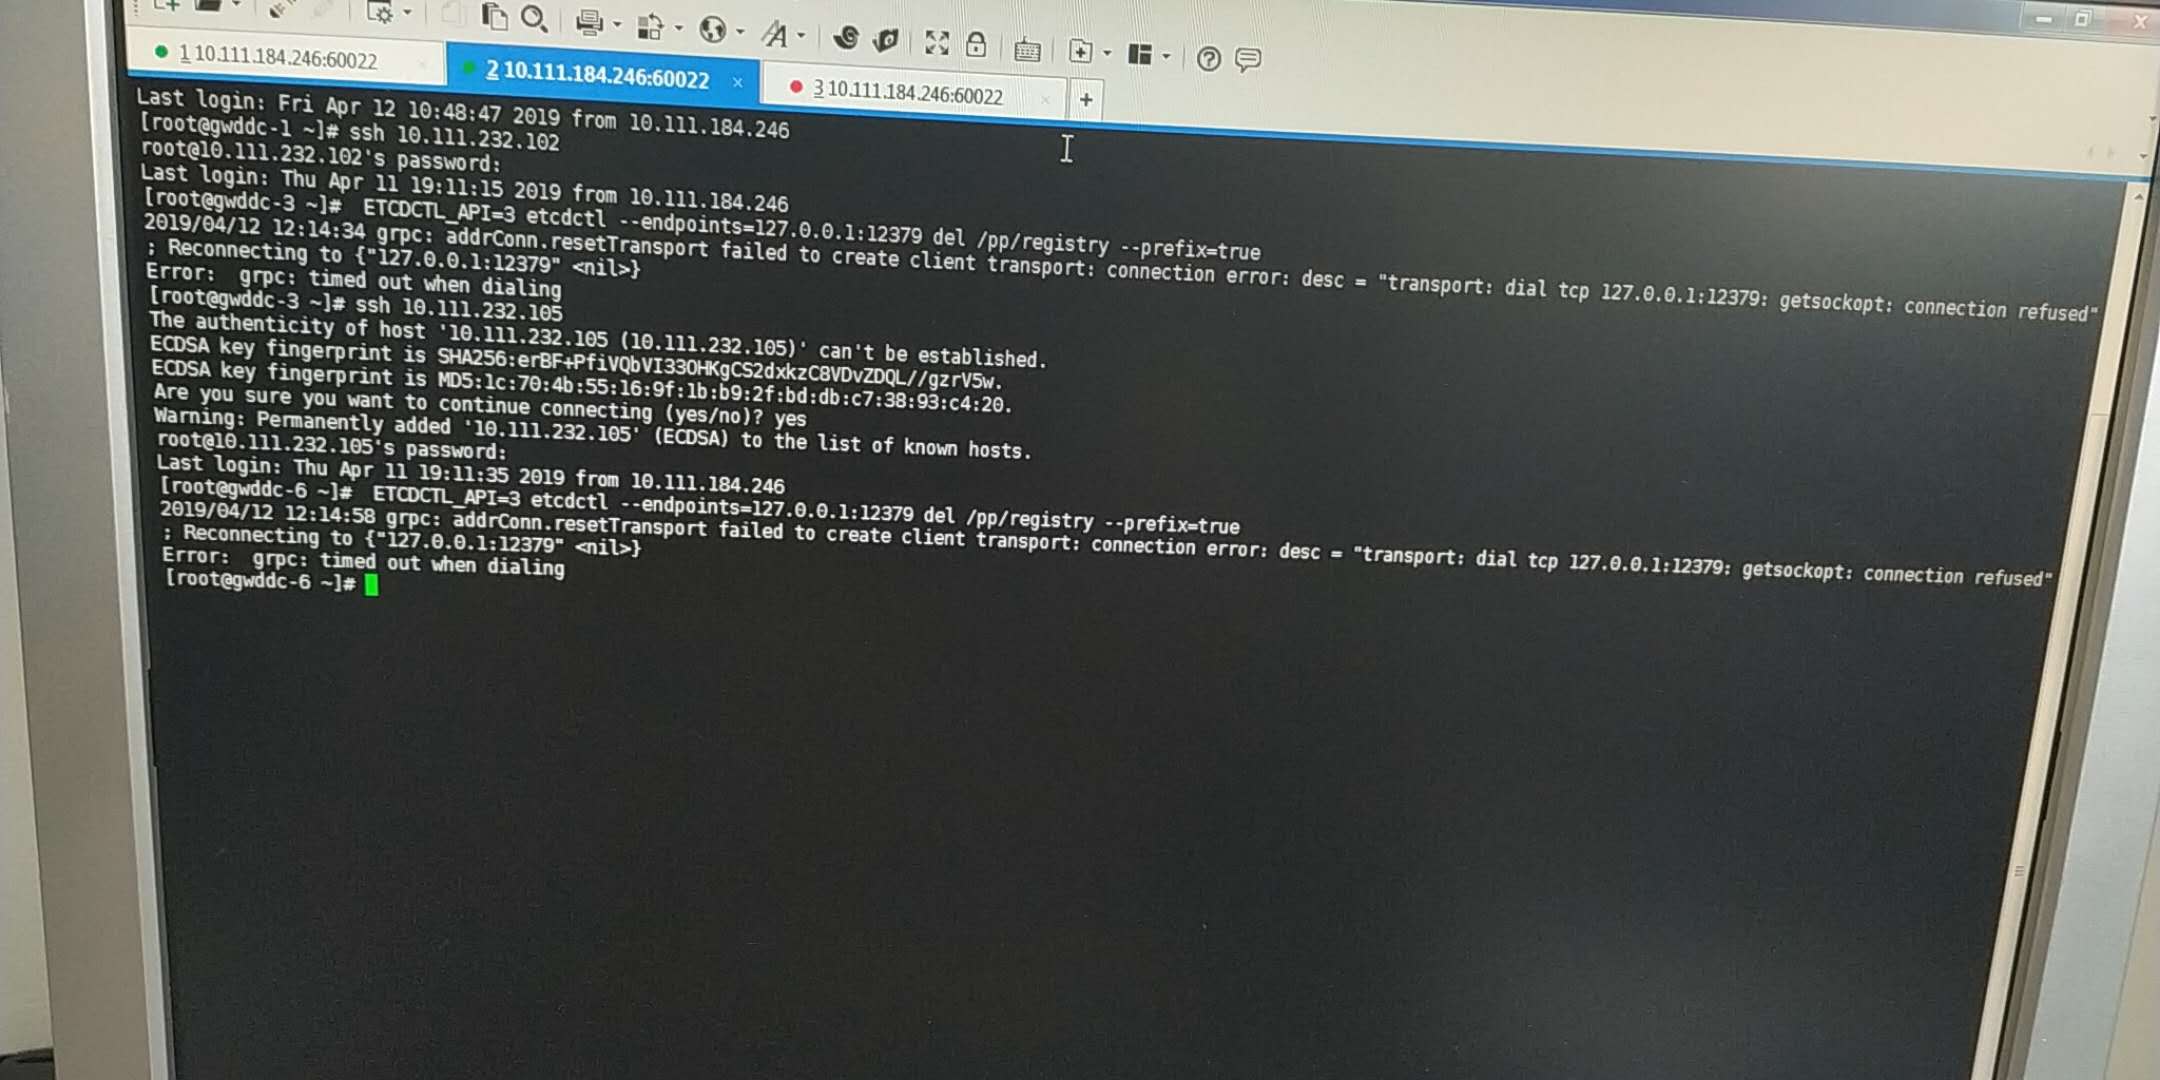 1 10.111.184.246:60022
2 10.111.184.246:60022 ×
3 10.111.184.246:60022 × +
Last login: Fri Apr 12 10:48:47 2019 from 10.111.184.246
[root@gwddc-1 ~]# ssh 10.111.232.102
root@10.111.232.102's password:
Last login: Thu Apr 11 19:11:15 2019 from 10.111.184.246
[root@gwddc-3 ~]#  ETCDCTL_API=3 etcdctl --endpoints=127.0.0.1:12379 del /pp/registry --prefix=true
2019/04/12 12:14:34 grpc: addrConn.resetTransport failed to create client transport: connection error: desc = "transport: dial tcp 127.0.0.1:12379: getsockopt: connection refused"
; Reconnecting to {"127.0.0.1:12379" <nil>}
Error:  grpc: timed out when dialing
[root@gwddc-3 ~]# ssh 10.111.232.105
The authenticity of host '10.111.232.105 (10.111.232.105)' can't be established.
ECDSA key fingerprint is SHA256:erBF+PfiVQbVI33OHKgCS2dxkzC8VDvZDQL//gzrV5w.
ECDSA key fingerprint is MD5:1c:70:4b:55:16:9f:1b:b9:2f:bd:db:c7:38:93:c4:20.
Are you sure you want to continue connecting (yes/no)? yes
Warning: Permanently added '10.111.232.105' (ECDSA) to the list of known hosts.
root@10.111.232.105's password:
Last login: Thu Apr 11 19:11:35 2019 from 10.111.184.246
[root@gwddc-6 ~]#  ETCDCTL_API=3 etcdctl --endpoints=127.0.0.1:12379 del /pp/registry --prefix=true
2019/04/12 12:14:58 grpc: addrConn.resetTransport failed to create client transport: connection error: desc = "transport: dial tcp 127.0.0.1:12379: getsockopt: connection refused"
; Reconnecting to {"127.0.0.1:12379" <nil>}
Error:  grpc: timed out when dialing
[root@gwddc-6 ~]#